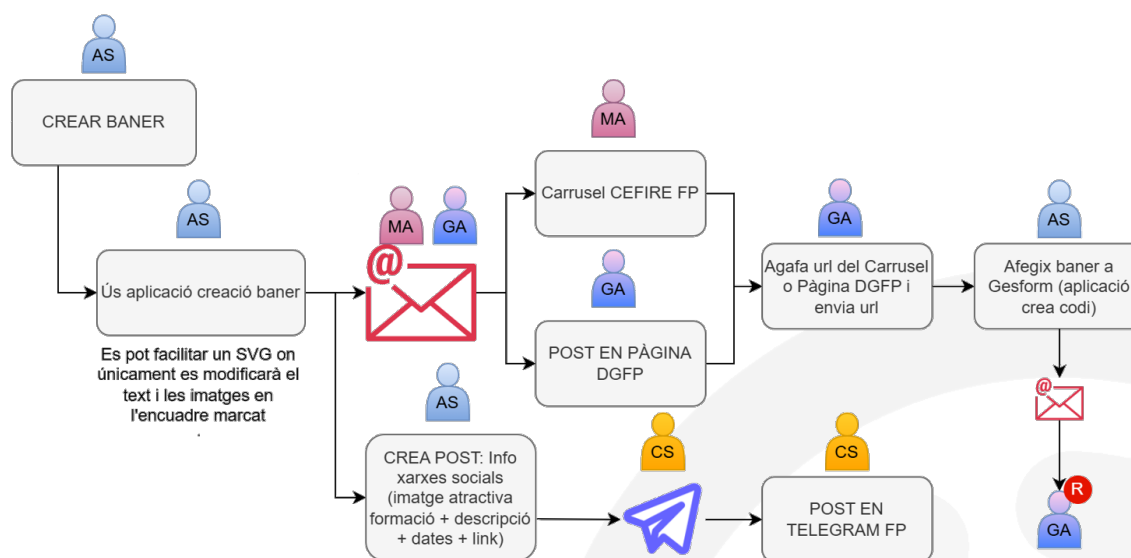 AS
CREAR BANER
AS
Ús aplicació creació baner
Es pot facilitar un SVG on
únicament es modificarà el
text i les imatges en
l'encuadre marcat
.
MA
GA
@
MA
Carrusel CEFIRE FP
GA
POST EN PÀGINA
DGFP
GA
Agafa url del Carrusel
o Pàgina DGFP i
envia url
AS
Afegix baner a
Gesform (aplicació
crea codi)
@
R
GA
AS
CREA POST: Info
xarxes socials
(imatge atractiva
formació + descripció
+ dates + link)
CS
CS
POST EN
TELEGRAM FP